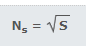 Nₛ = √S